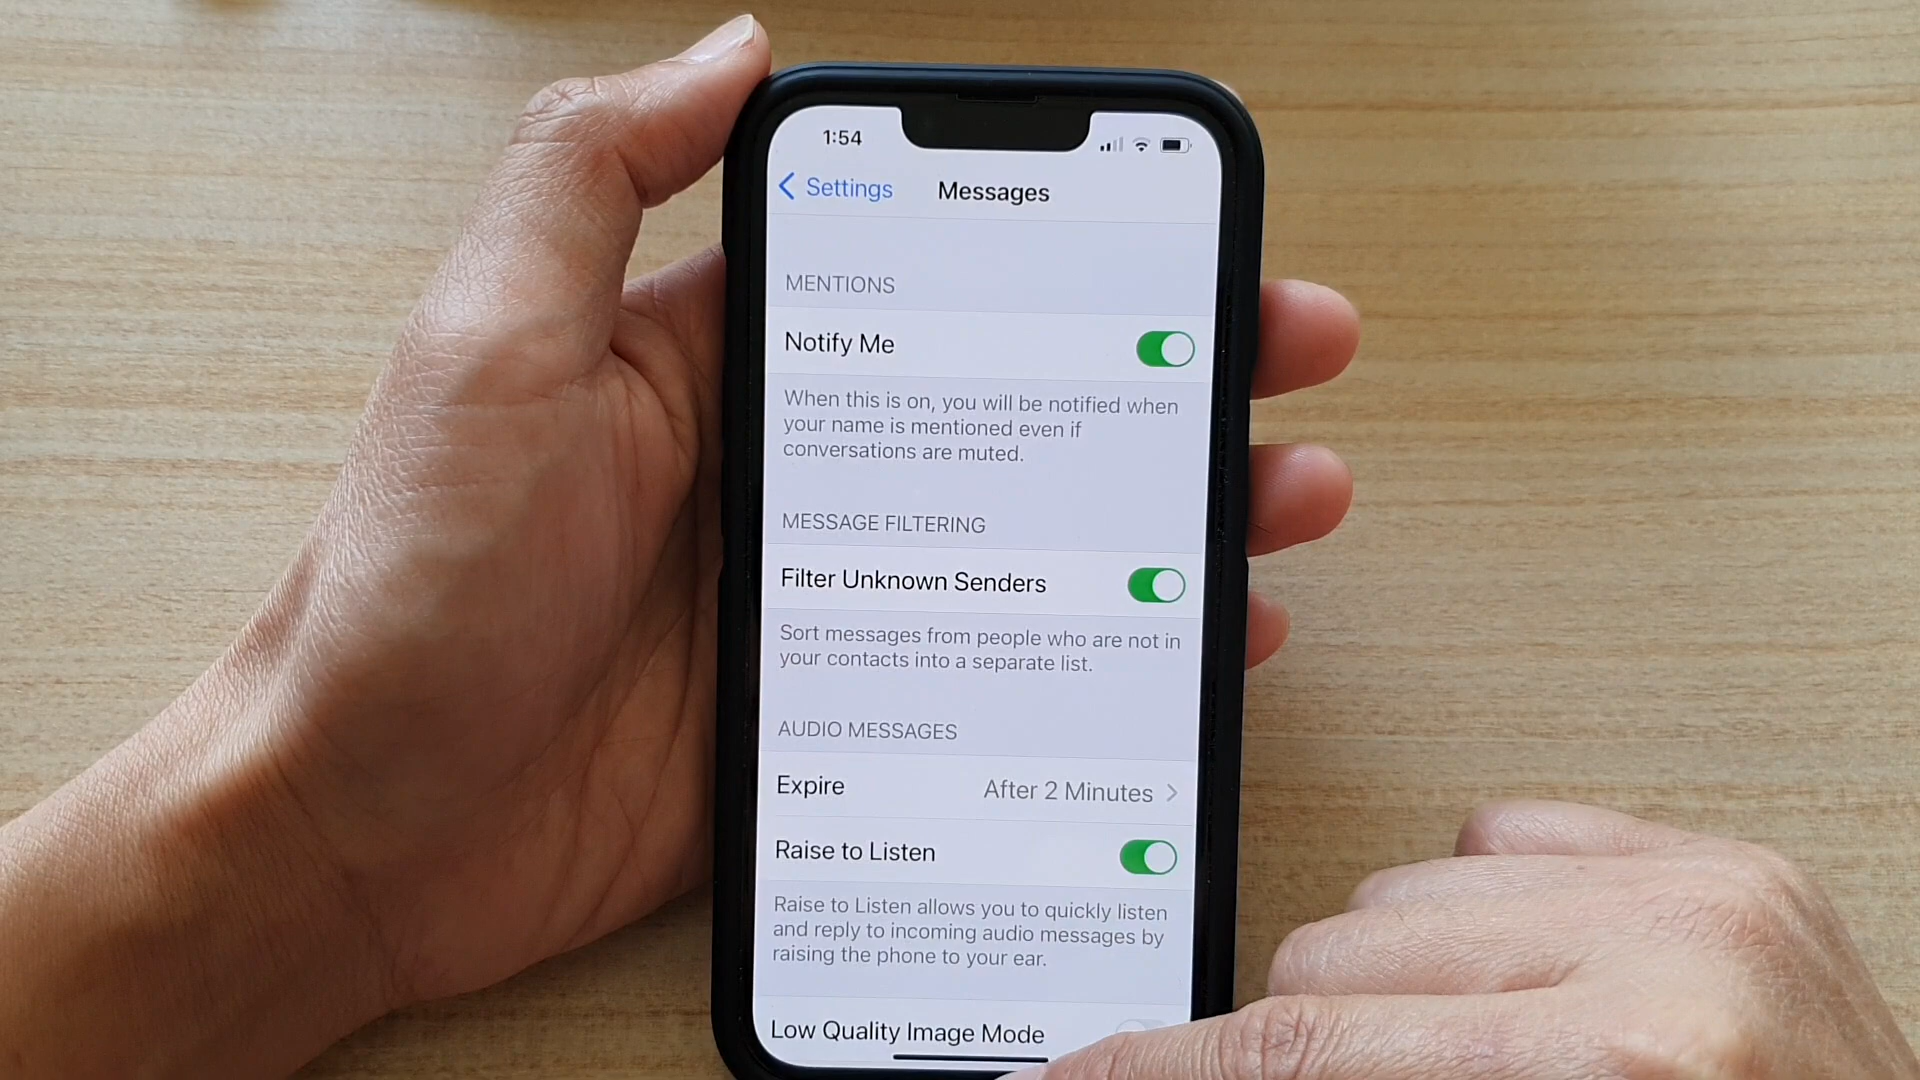 1:54
Settings Messages
MENTIONS
Notify Me
When this is on, you will be notified when
your name is mentioned even if
conversations are muted.
MESSAGE FILTERING
Filter Unknown Senders
Sort messages from people who are not in
your contacts into a separate list.
AUDIO MESSAGES
Expire After 2 Minutes
Raise to Listen
Raise to Listen allows you to quickly listen
and reply to incoming audio messages by
raising the phone to your ear.
Low Quality Image Mode